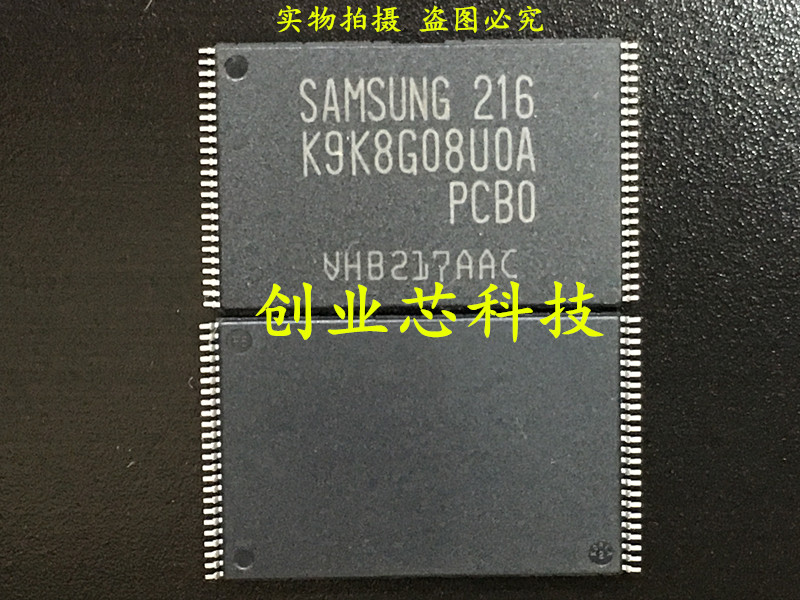 实物拍摄 盗图必究
SAMSUNG 216
K9K8G08U0A
PCB0
VHB217AAC
创业芯科技